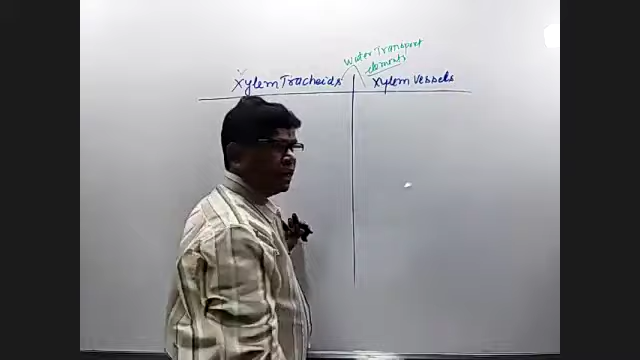 Water Transport
elements
Xylem Tracheids
Xylem Vessels